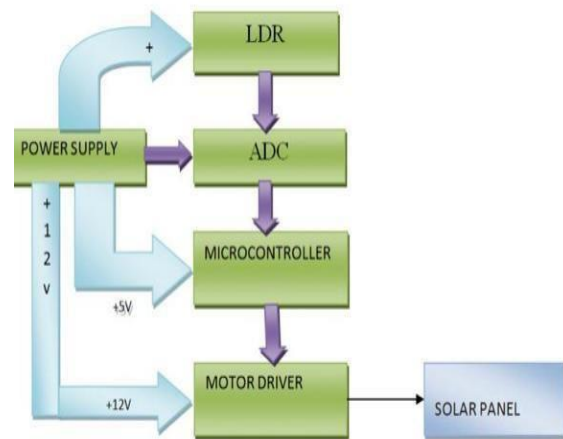 LDR
+
POWER SUPPLY
ADC
+
1
2
v
MICROCONTROLLER
+5V
MOTOR DRIVER
+12V
SOLAR PANEL